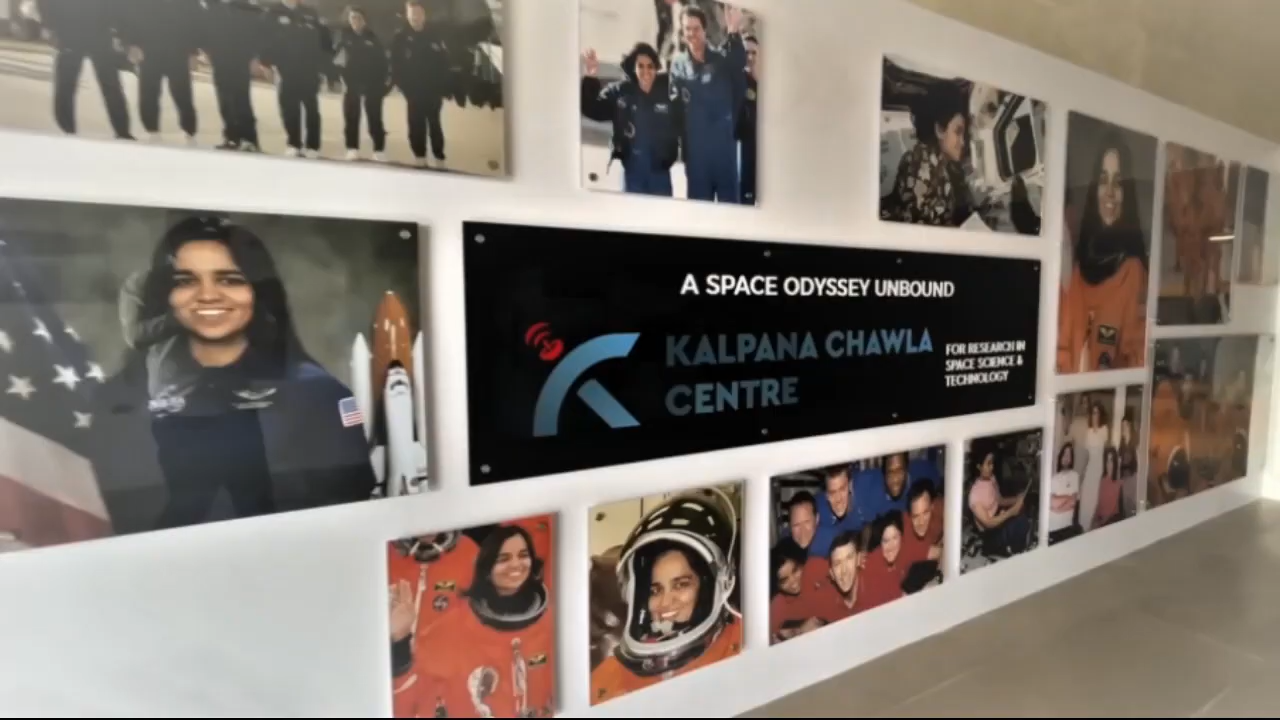 A SPACE ODYSSEY UNBOUND
KALPANA CHAWLA
CENTRE
FOR RESEARCH IN
SPACE SCIENCE &
TECHNOLOGY